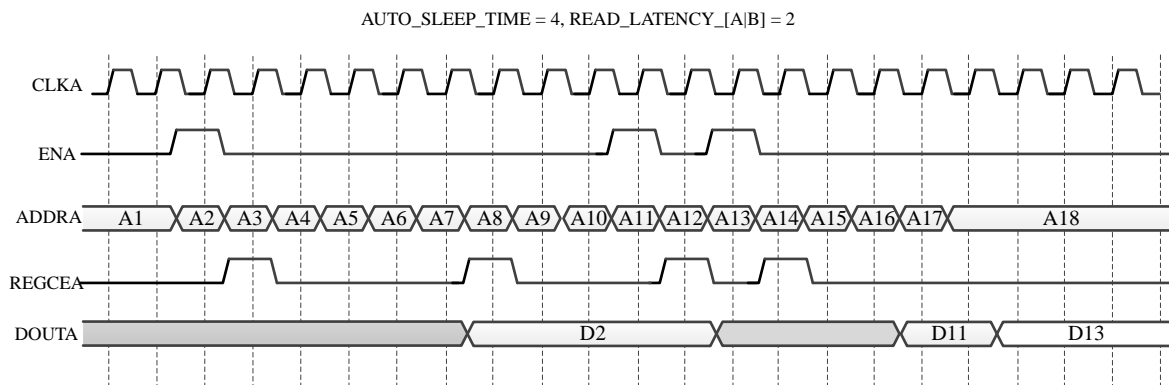 AUTO_SLEEP_TIME = 4, READ_LATENCY_[A|B] = 2
CLKA
ENA
ADDRA A1 A2 A3 A4 A5 A6 A7 A8 A9 A10 A11 A12 A13 A14 A15 A16 A17 A18
REGCEA
DOUTA D2 D11 D13